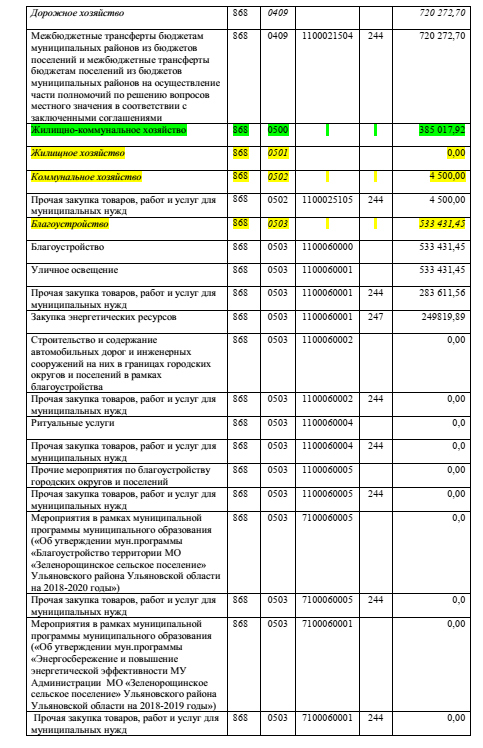 Дорожное хозяйство 868 0409 720 272,70
Межбюджетные трансферты бюджетам 868 0409 1100021504 244 720 272,70
муниципальных районов из бюджетов
поселений и межбюджетные трансферты
бюджетам поселений из бюджетов
муниципальных районов на осуществление
части полномочий по решению вопросов
местного значения в соответствии с
заключенными соглашениями
Жилищно-коммунальное хозяйство 868 0500 385 017,92
Жилищное хозяйство 868 0501 0,00
Коммунальное хозяйство 868 0502 4 500,00
Прочая закупка товаров, работ и услуг для 868 0502 1100025105 244 4 500,00
муниципальных нужд
Благоустройство 868 0503 533 431,45
Благоустройство 868 0503 1100060000 533 431,45
Уличное освещение 868 0503 1100060001 533 431,45
Прочая закупка товаров, работ и услуг для 868 0503 1100060001 244 283 611,56
муниципальных нужд
Закупка энергетических ресурсов 868 0503 1100060001 247 249819,89
Строительство и содержание 868 0503 1100060002 0,00
автомобильных дорог и инженерных
сооружений на них в границах городских
округов и поселений в рамках
благоустройства
Прочая закупка товаров, работ и услуг для 868 0503 1100060002 244 0,00
муниципальных нужд
Ритуальные услуги 868 0503 1100060004 0,0
Прочая закупка товаров, работ и услуг для 868 0503 1100060004 244 0,0
муниципальных нужд
Прочие мероприятия по благоустройству 868 0503 1100060005 0,00
городских округов и поселений
Прочая закупка товаров, работ и услуг для 868 0503 1100060005 244 0,00
муниципальных нужд
Мероприятия в рамках муниципальной 868 0503 7100060005 0,0
программы муниципального образования
(«Об утверждении мун.программы
«Благоустройство территории МО
«Зеленорощинское сельское поселение»
Ульяновского района Ульяновской области
на 2018-2020 годы»)
Прочая закупка товаров, работ и услуг для 868 0503 7100060005 244 0,0
муниципальных нужд
Мероприятия в рамках муниципальной 868 0503 7100060001 0,00
программы муниципального образования
(«Об утверждении мун.программы
«Энергосбережение и повышение
энергетической эффективности МУ
Администрации МО «Зеленорощинское
сельское поселение» Ульяновского района
Ульяновской области на 2018-2019 годы»)
Прочая закупка товаров, работ и услуг для 868 0503 7100060001 244 0,00
муниципальных нужд